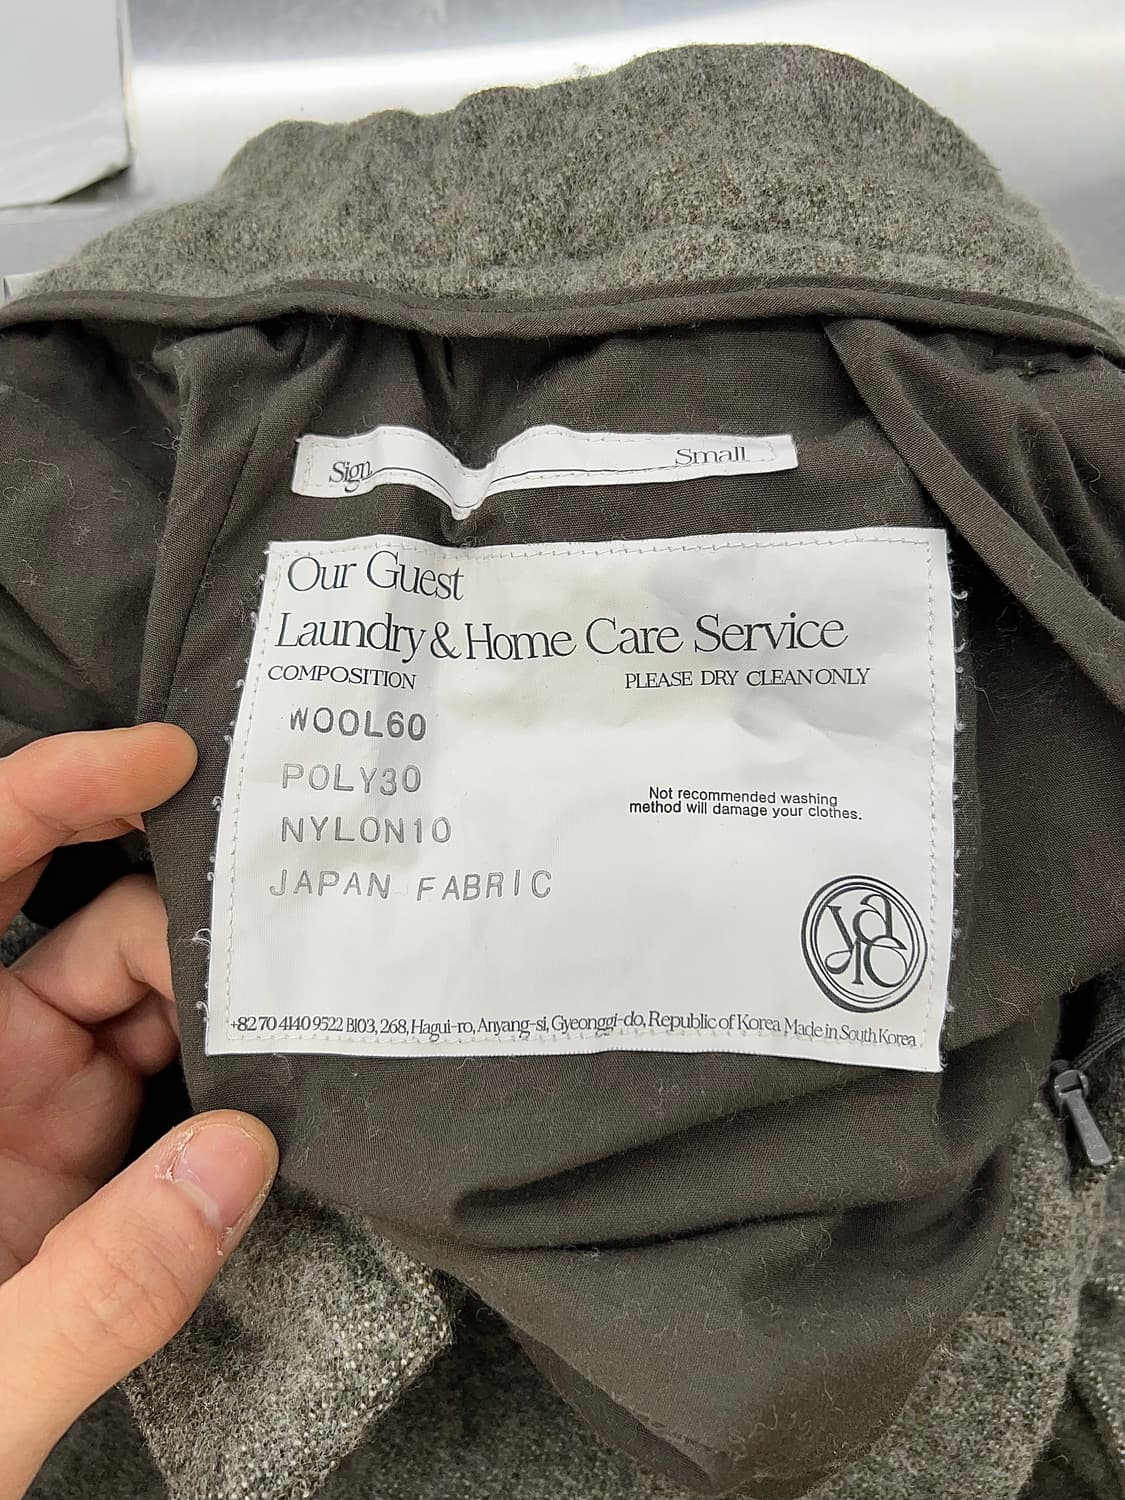 Sign Small
Our Guest
Laundry & Home Care Service
COMPOSITION PLEASE DRY CLEAN ONLY
WOOL60
POLY30
NYLON10
JAPAN FABRIC
Not recommended washing
method will damage your clothes.
+82 70 4140 9522 B103, 268, Hagui-ro, Anyang-si, Gyeonggi-do, Republic of Korea Made in South Korea